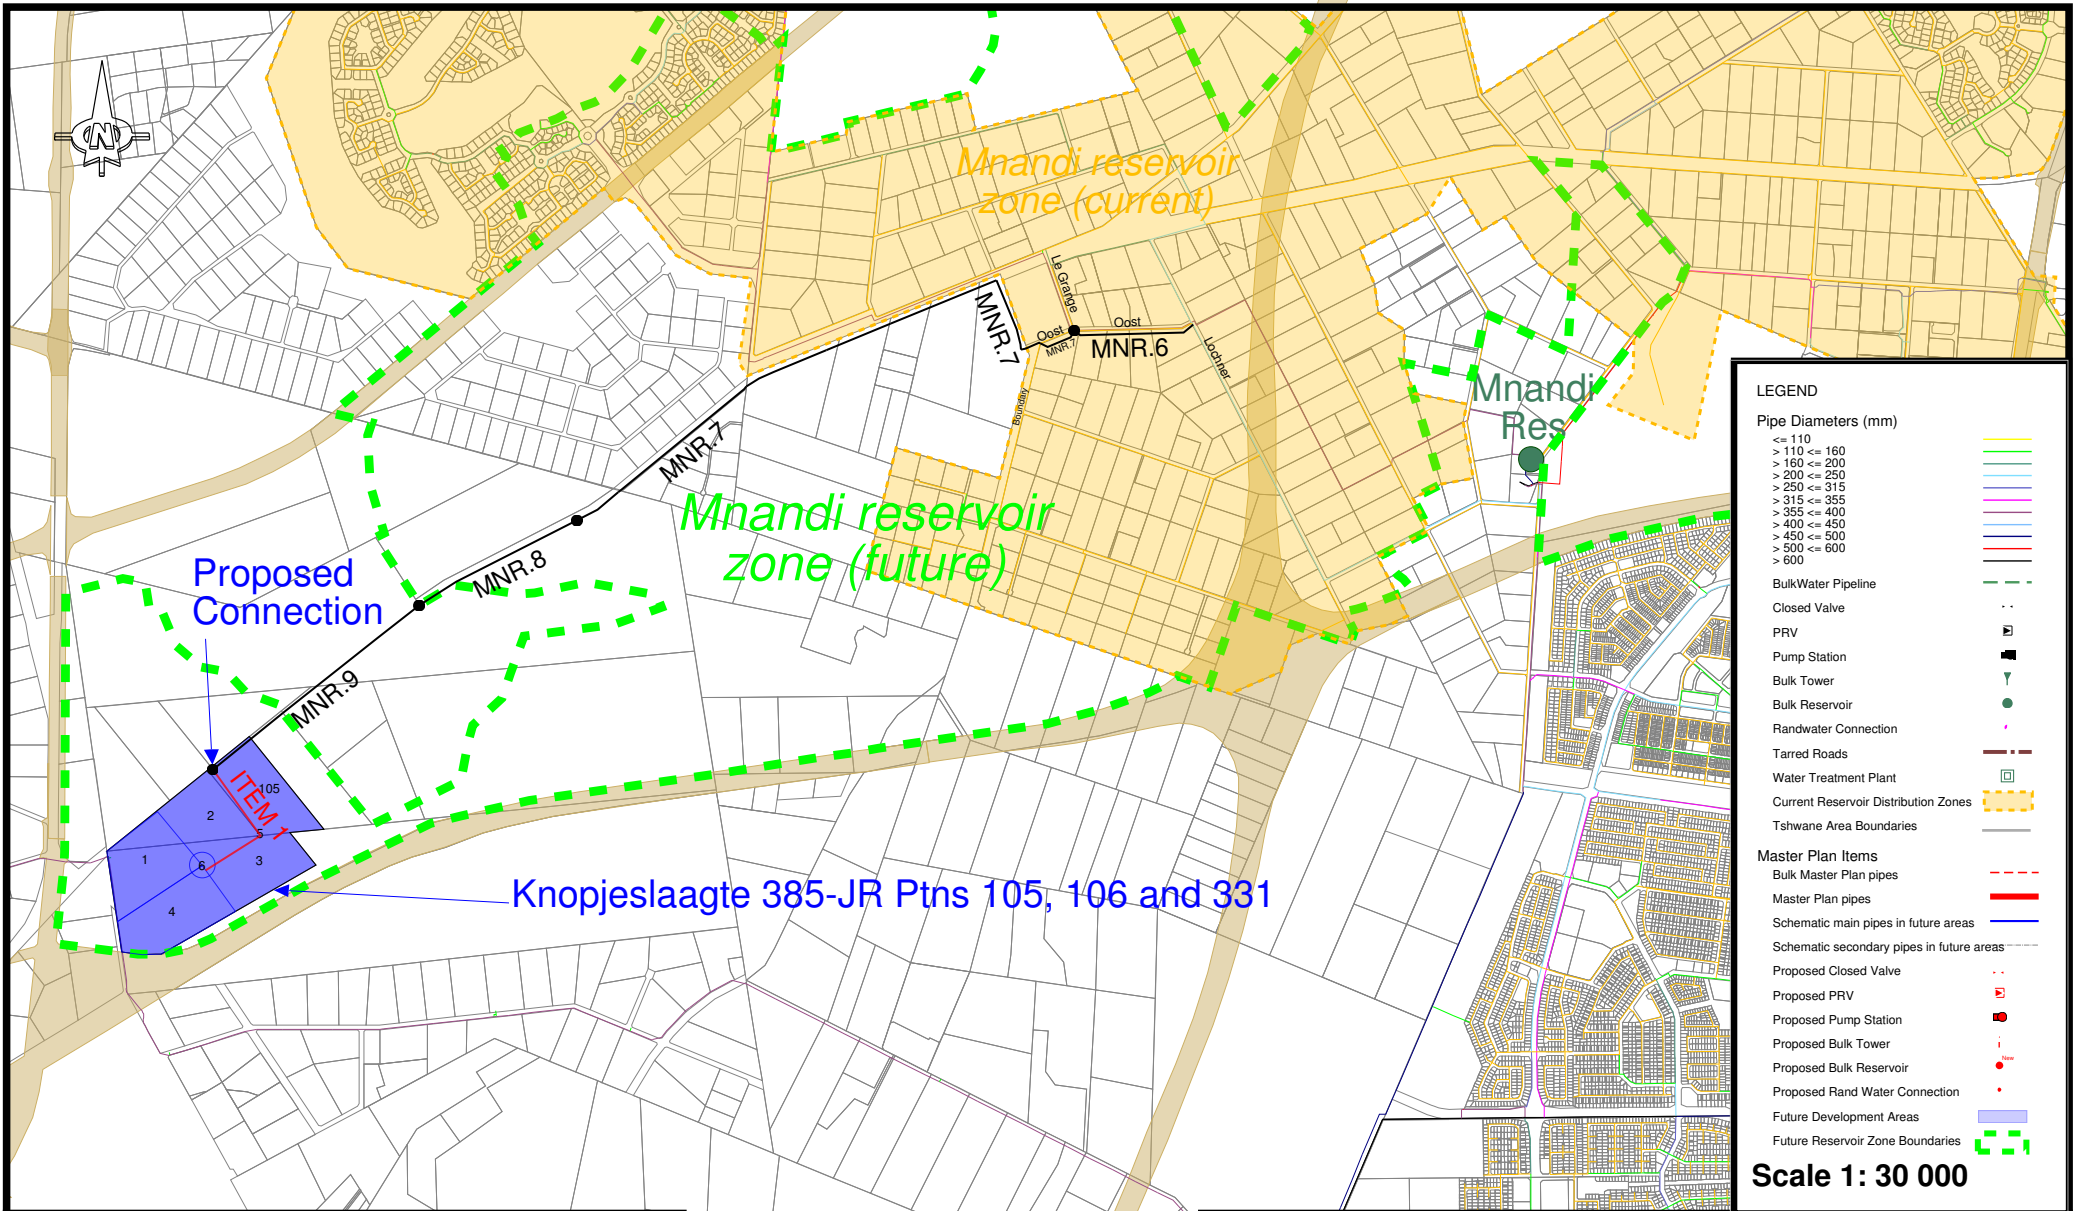 N
Mnandi reservoir
zone (current)
Le Grange
Oost
Oost
MNR.7
MNR.7
MNR.6
Lochner
Boundary
Mnandi
Res
MNR.7
Mnandi reservoir
zone (future)
MNR.8
Proposed
Connection
MNR.9
ITEM 1
105
2
5
1
6
3
4
Knopjeslaagte 385-JR Ptns 105, 106 and 331
LEGEND
Pipe Diameters (mm)
<= 110
> 110 <= 160
> 160 <= 200
> 200 <= 250
> 250 <= 315
> 315 <= 355
> 355 <= 400
> 400 <= 450
> 450 <= 500
> 500 <= 600
> 600
BulkWater Pipeline
Closed Valve
PRV
Pump Station
Bulk Tower
Bulk Reservoir
Randwater Connection
Tarred Roads
Water Treatment Plant
Current Reservoir Distribution Zones
Tshwane Area Boundaries
Master Plan Items
Bulk Master Plan pipes
Master Plan pipes
Schematic main pipes in future areas
Schematic secondary pipes in future areas
Proposed Closed Valve
Proposed PRV
Proposed Pump Station
Proposed Bulk Tower
Proposed Bulk Reservoir
New
Proposed Rand Water Connection
Future Development Areas
Future Reservoir Zone Boundaries
Scale 1: 30 000